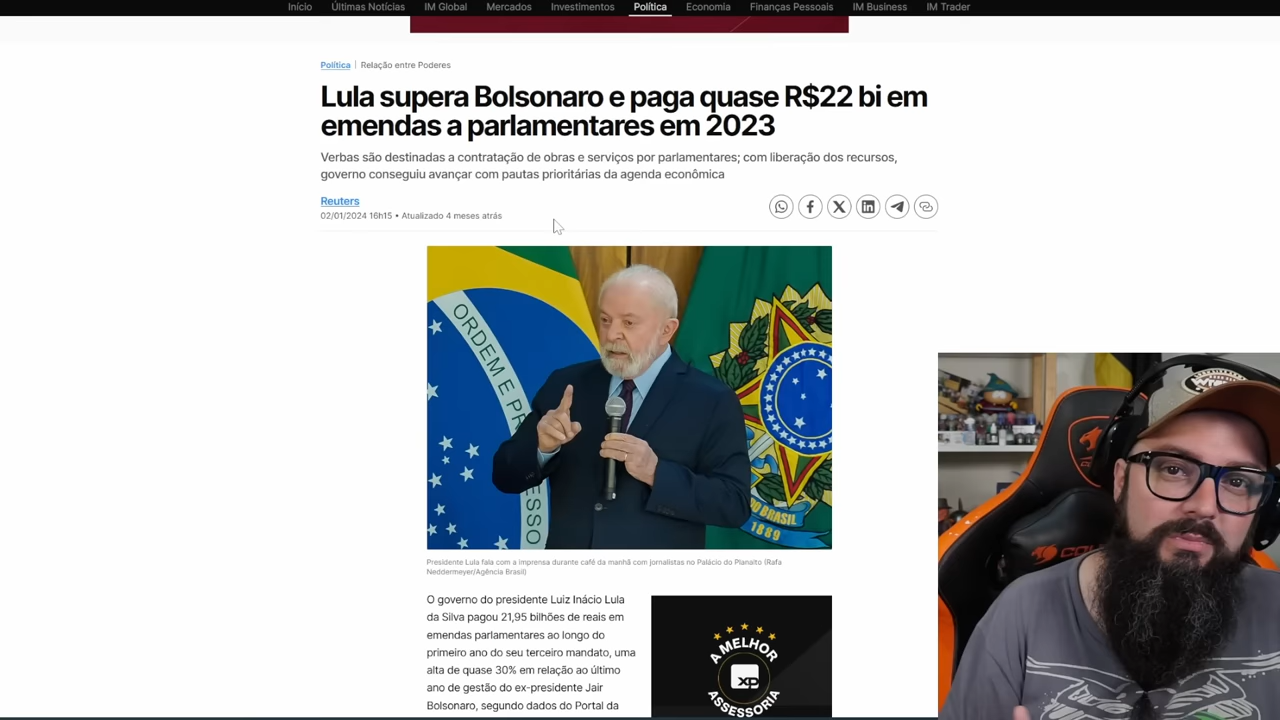 Início Últimas Notícias IM Global Mercados Investimentos Política Economia Finanças Pessoais IM Business IM Trader
Política | Relação entre Poderes
Lula supera Bolsonaro e paga quase R$22 bi em
emendas a parlamentares em 2023
Verbas são destinadas a contratação de obras e serviços por parlamentares; com liberação dos recursos,
governo conseguiu avançar com pautas prioritárias da agenda econômica
Reuters
02/01/2024 16h15 • Atualizado 4 meses atrás
ORDEM E PR
ESSO
DO BRASIL
1889
Presidente Lula fala com a imprensa durante café da manhã com jornalistas no Palácio do Planalto (Rafa
Neddermeyer/Agência Brasil)
O governo do presidente Luiz Inácio Lula
da Silva pagou 21,95 bilhões de reais em
emendas parlamentares ao longo do
primeiro ano do seu terceiro mandato, uma
alta de quase 30% em relação ao último
ano de gestão do ex-presidente Jair
Bolsonaro, segundo dados do Portal da
A MELHOR
xp
ASSESSORIA